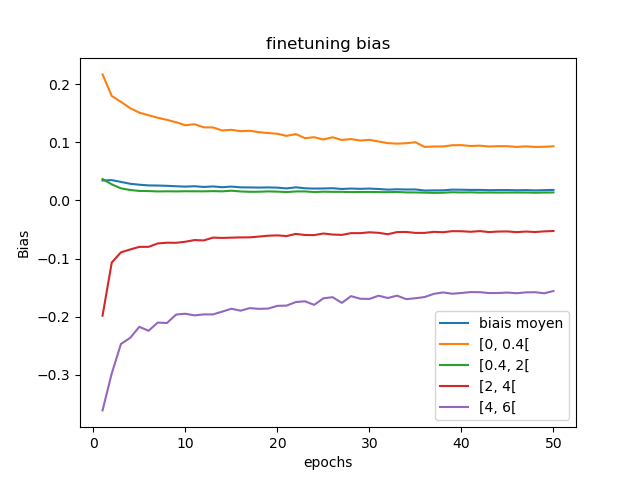 finetuning bias
Bias
0.2
0.1
0.0
−0.1
−0.2
−0.3
0 10 20 30 40 50
epochs
biais moyen
[0, 0.4[
[0.4, 2[
[2, 4[
[4, 6[